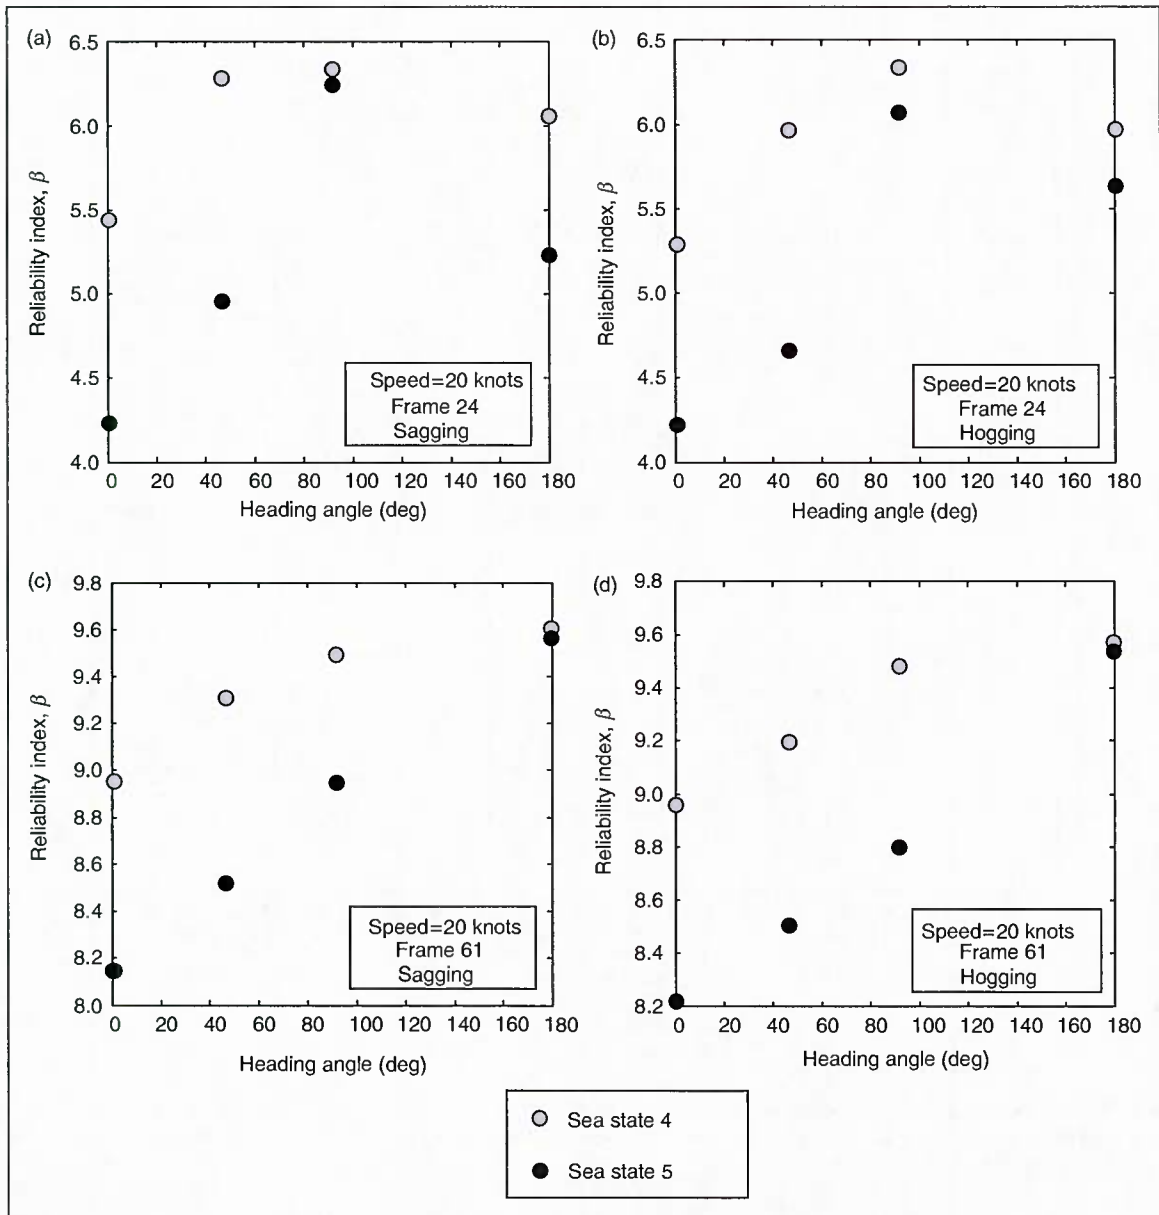 (a)
6.5
6.0
5.5
5.0
4.5
4.0
Reliability index, β
0 20 40 60 80 100 120 140 160 180
Heading angle (deg)
Speed=20 knots
Frame 24
Sagging
(b)
6.5
6.0
5.5
5.0
4.5
4.0
Reliability index, β
0 20 40 60 80 100 120 140 160 180
Heading angle (deg)
Speed=20 knots
Frame 24
Hogging
(c)
9.8
9.6
9.4
9.2
9.0
8.8
8.6
8.4
8.2
8.0
Reliability index, β
0 20 40 60 80 100 120 140 160 180
Heading angle (deg)
Speed=20 knots
Frame 61
Sagging
(d)
9.8
9.6
9.4
9.2
9.0
8.8
8.6
8.4
8.2
Reliability index, β
0 20 40 60 80 100 120 140 160 180
Heading angle (deg)
Speed=20 knots
Frame 61
Hogging
Sea state 4
Sea state 5